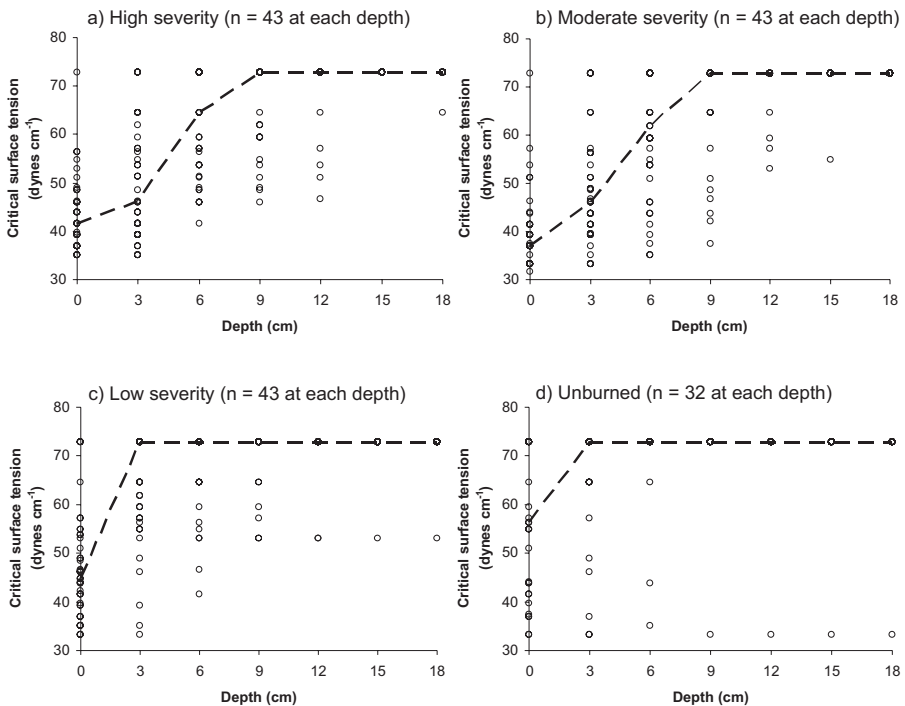 a) High severity (n = 43 at each depth)
80
70
60
50
40
30
Critical surface tension
(dynes cm⁻¹)
0 3 6 9 12 15 18
Depth (cm)
b) Moderate severity (n = 43 at each depth)
80
70
60
50
40
30
Critical surface tension
(dynes cm⁻¹)
0 3 6 9 12 15 18
Depth (cm)
c) Low severity (n = 43 at each depth)
80
70
60
50
40
30
Critical surface tension
(dynes cm⁻¹)
0 3 6 9 12 15 18
Depth (cm)
d) Unburned (n = 32 at each depth)
80
70
60
50
40
30
Critical surface tension
(dynes cm⁻¹)
0 3 6 9 12 15 18
Depth (cm)